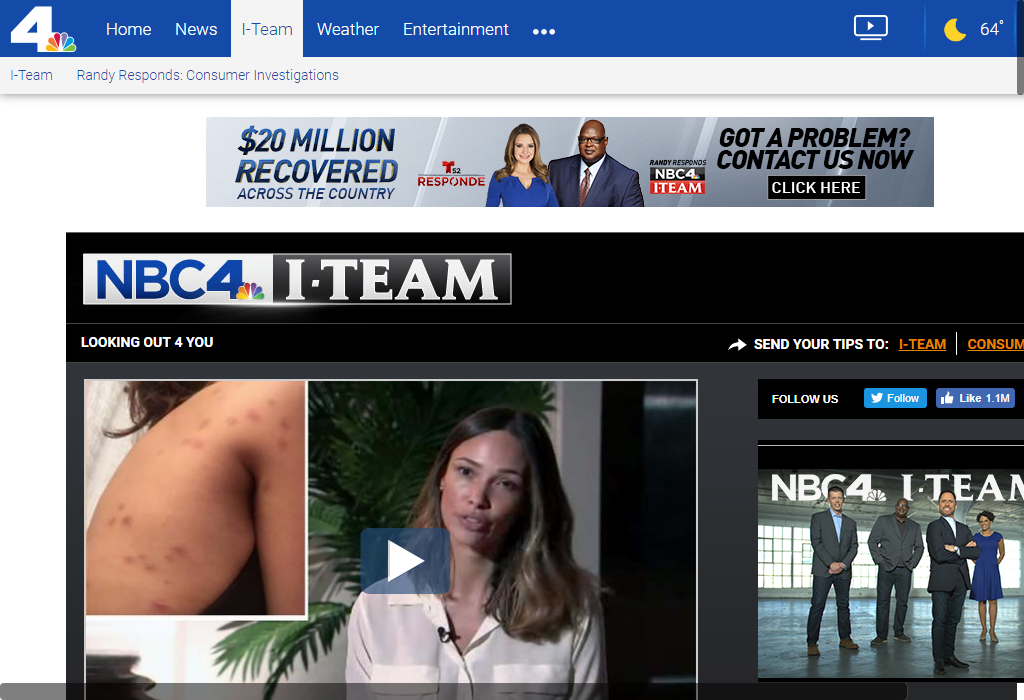 4
Home
News
I-Team
Weather
Entertainment
64°
I-Team
Randy Responds: Consumer Investigations
$20 MILLION
RECOVERED
ACROSS THE COUNTRY
T 52
RESPONDE
RANDY RESPONDS
NBC4
I-TEAM
GOT A PROBLEM?
CONTACT US NOW
CLICK HERE
NBC4 I·TEAM
LOOKING OUT 4 YOU
SEND YOUR TIPS TO: I-TEAM
CONSUM
FOLLOW US
Follow
Like 1.1M
NBC4 I·TEAM